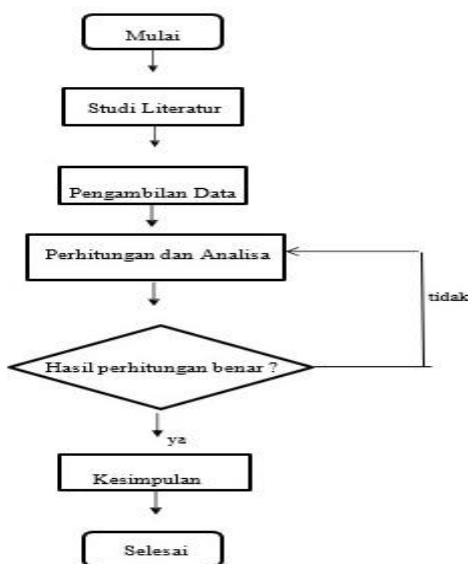 Mulai
Studi Literatur
Pengambilan Data
Perhitungan dan Analisa
tidak
Hasil perhitungan benar ?
ya
Kesimpulan
Selesai